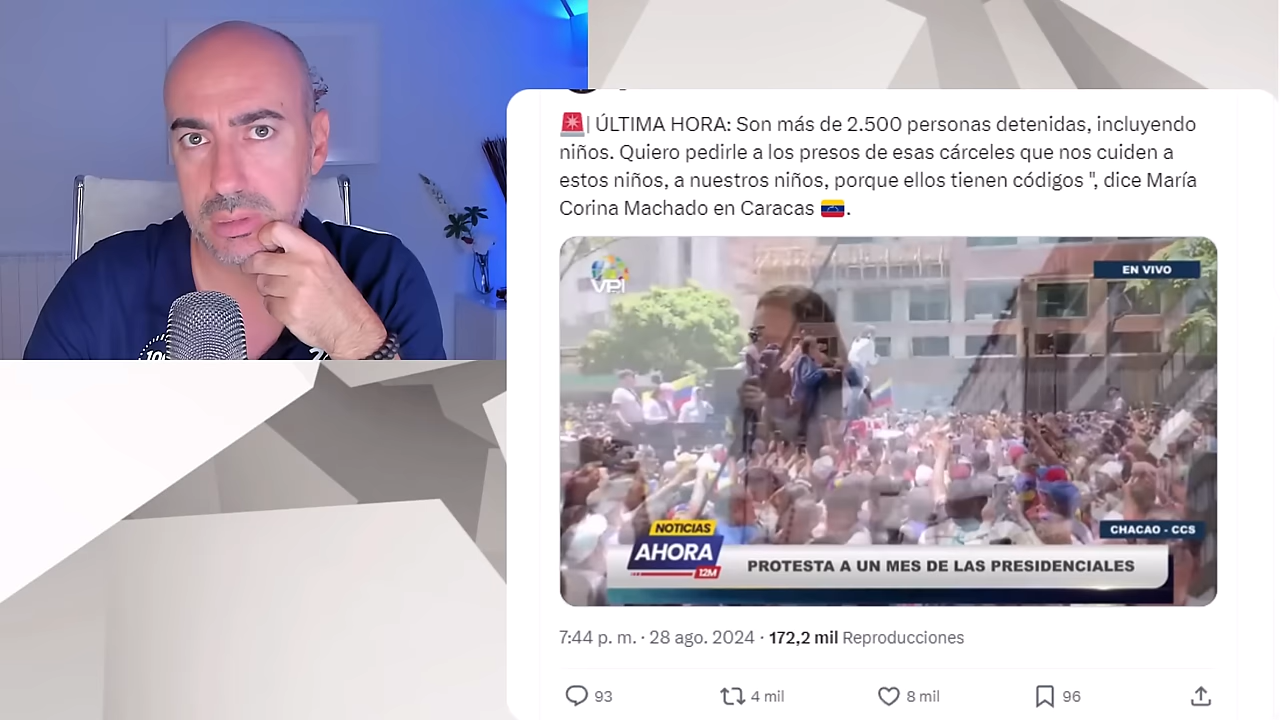 | ÚLTIMA HORA: Son más de 2.500 personas detenidas, incluyendo
niños. Quiero pedirle a los presos de esas cárceles que nos cuiden a
estos niños, a nuestros niños, porque ellos tienen códigos ", dice María
Corina Machado en Caracas 🇻🇪.
VPI
EN VIVO
CHACAO - CCS
NOTICIAS
AHORA
12M
PROTESTA A UN MES DE LAS PRESIDENCIALES
7:44 p. m. · 28 ago. 2024 · 172,2 mil Reproducciones
93 4 mil 8 mil 96